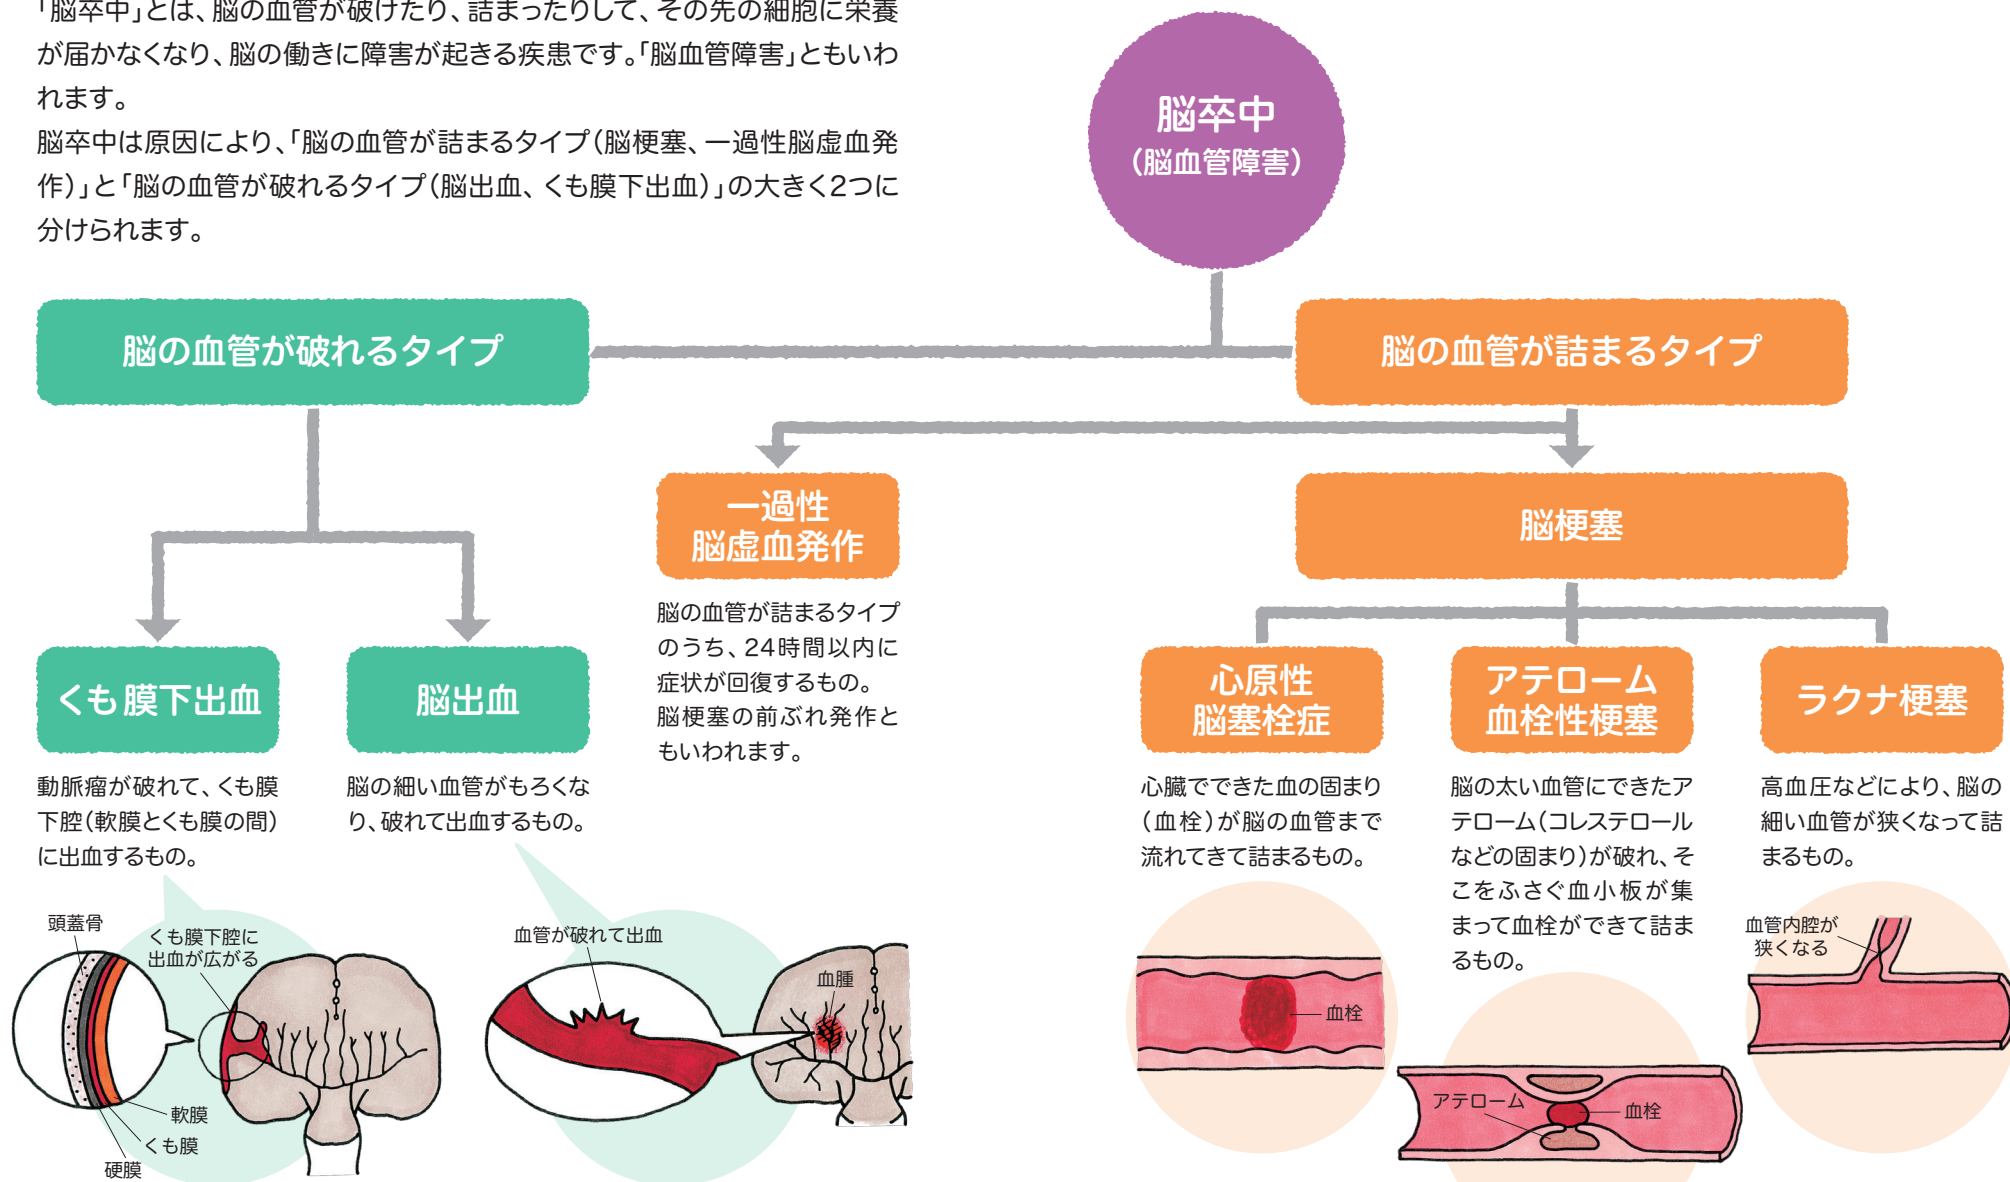 「脳卒中」とは、脳の血管が破けたり、詰まったりして、その先の細胞に栄養
が届かなくなり、脳の働きに障害が起きる疾患です。「脳血管障害」ともいわ
れます。
脳卒中は原因により、「脳の血管が詰まるタイプ(脳梗塞、一過性脳虚血発
作)」と「脳の血管が破れるタイプ(脳出血、くも膜下出血)」の大きく2つに
分けられます。
脳卒中
(脳血管障害)
脳の血管が破れるタイプ
脳の血管が詰まるタイプ
一過性
脳虚血発作
脳の血管が詰まるタイプ
のうち、24時間以内に
症状が回復するもの。
脳梗塞の前ぶれ発作と
もいわれます。
脳梗塞
くも膜下出血
動脈瘤が破れて、くも膜
下腔(軟膜とくも膜の間)
に出血するもの。
脳出血
脳の細い血管がもろくな
り、破れて出血するもの。
心原性
脳塞栓症
心臓でできた血の固まり
(血栓)が脳の血管まで
流れてきて詰まるもの。
アテローム
血栓性梗塞
脳の太い血管にできたア
テローム(コレステロール
などの固まり)が破れ、そ
こをふさぐ血小板が集
まって血栓ができて詰ま
るもの。
ラクナ梗塞
高血圧などにより、脳の
細い血管が狭くなって詰
まるもの。
頭蓋骨
くも膜下腔に
出血が広がる
軟膜
くも膜
硬膜
血管が破れて出血
血腫
血栓
アテローム
血栓
血管内腔が
狭くなる